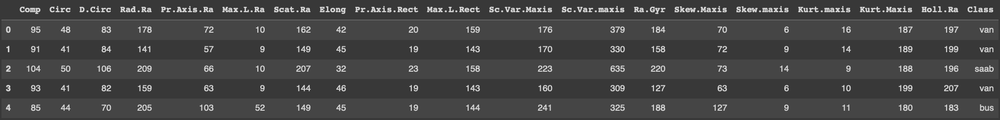 Comp Circ D.Circ Rad.Ra Pr.Axis.Ra Max.L.Ra Scat.Ra Elong Pr.Axis.Rect Max.L.Rect Sc.Var.Maxis Sc.Var.maxis Ra.Gyr Skew.Maxis Skew.maxis Kurt.maxis Kurt.Maxis Holl.Ra Class
0 95 48 83 178 72 10 162 42 20 159 176 379 184 70 6 16 187 197 van
1 91 41 84 141 57 9 149 45 19 143 170 330 158 72 9 14 189 199 van
2 104 50 106 209 66 10 207 32 23 158 223 635 220 73 14 9 188 196 saab
3 93 41 82 159 63 9 144 46 19 143 160 309 127 63 6 10 199 207 van
4 85 44 70 205 103 52 149 45 19 144 241 325 188 127 9 11 180 183 bus